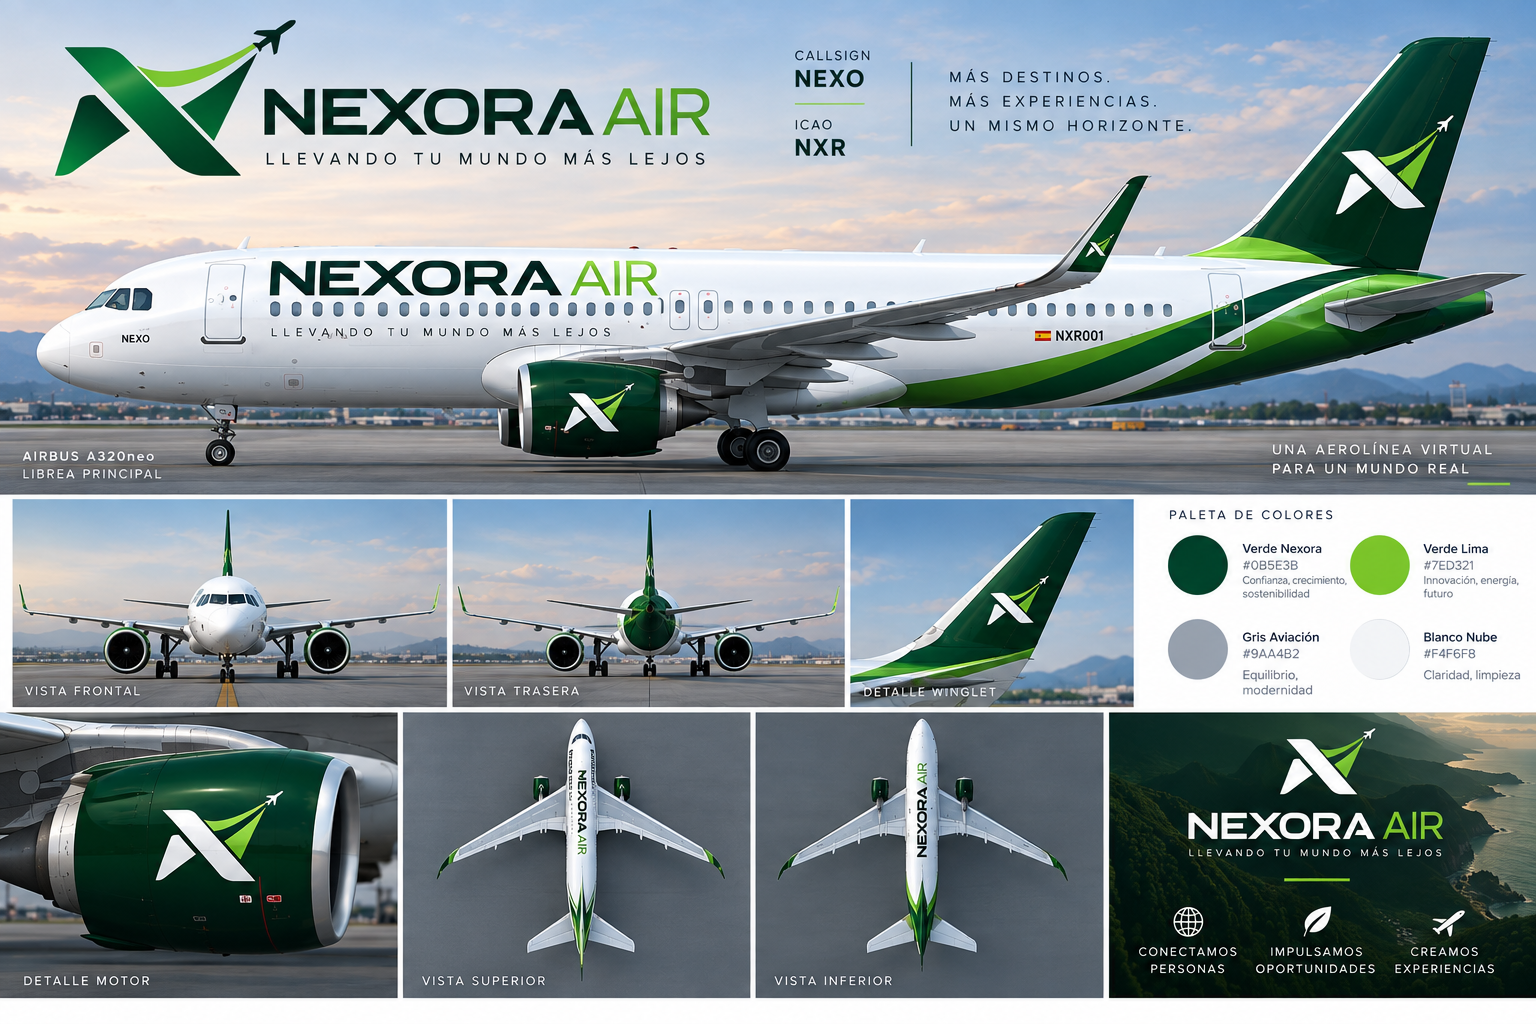 NEXORA AIR
LLEVANDO TU MUNDO MÁS LEJOS
CALLSIGN
NEXO
ICAO
NXR
MÁS DESTINOS.
MÁS EXPERIENCIAS.
UN MISMO HORIZONTE.
NEXORA AIR
LLEVANDO TU MUNDO MÁS LEJOS
NEXO
NXR001
AIRBUS A320neo
LIBREA PRINCIPAL
UNA AEROLÍNEA VIRTUAL
PARA UN MUNDO REAL
VISTA FRONTAL
VISTA TRASERA
DETALLE WINGLET
PALETA DE COLORES
Verde Nexora
#0B5E3B
Confianza, crecimiento,
sostenibilidad
Verde Lima
#7ED321
Innovación, energía,
futuro
Gris Aviación
#9AA4B2
Equilibrio,
modernidad
Blanco Nube
#F4F6F8
Claridad, limpieza
DETALLE MOTOR
NEXORA AIR
VISTA SUPERIOR
NEXORA AIR
VISTA INFERIOR
NEXORA AIR
LLEVANDO TU MUNDO MÁS LEJOS
CONECTAMOS
PERSONAS
IMPULSAMOS
OPORTUNIDADES
CREAMOS
EXPERIENCIAS